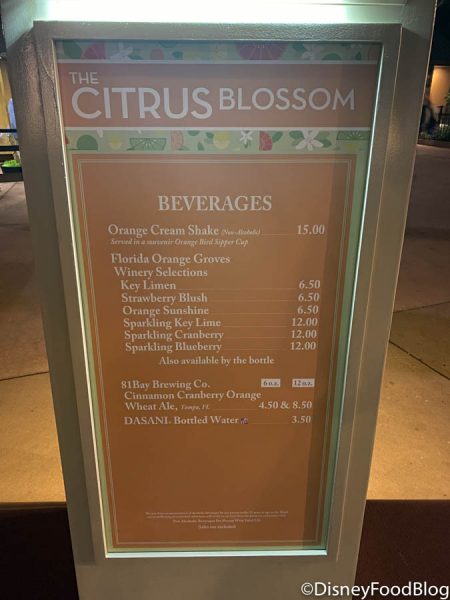 THE
CITRUS BLOSSOM
BEVERAGES
Orange Cream Shake (Non-Alcoholic) 15.00
Served in a souvenir Orange Bird Sipper Cup
Florida Orange Groves
Winery Selections
Key Limen 6.50
Strawberry Blush 6.50
Orange Sunshine 6.50
Sparkling Key Lime 12.00
Sparkling Cranberry 12.00
Sparkling Blueberry 12.00
Also available by the bottle
81Bay Brewing Co. 6 oz. 12 oz.
Cinnamon Cranberry Orange
Wheat Ale, Tampa, FL 4.50 & 8.50
DASANI® Bottled Water 3.50
©DisneyFoodBlog